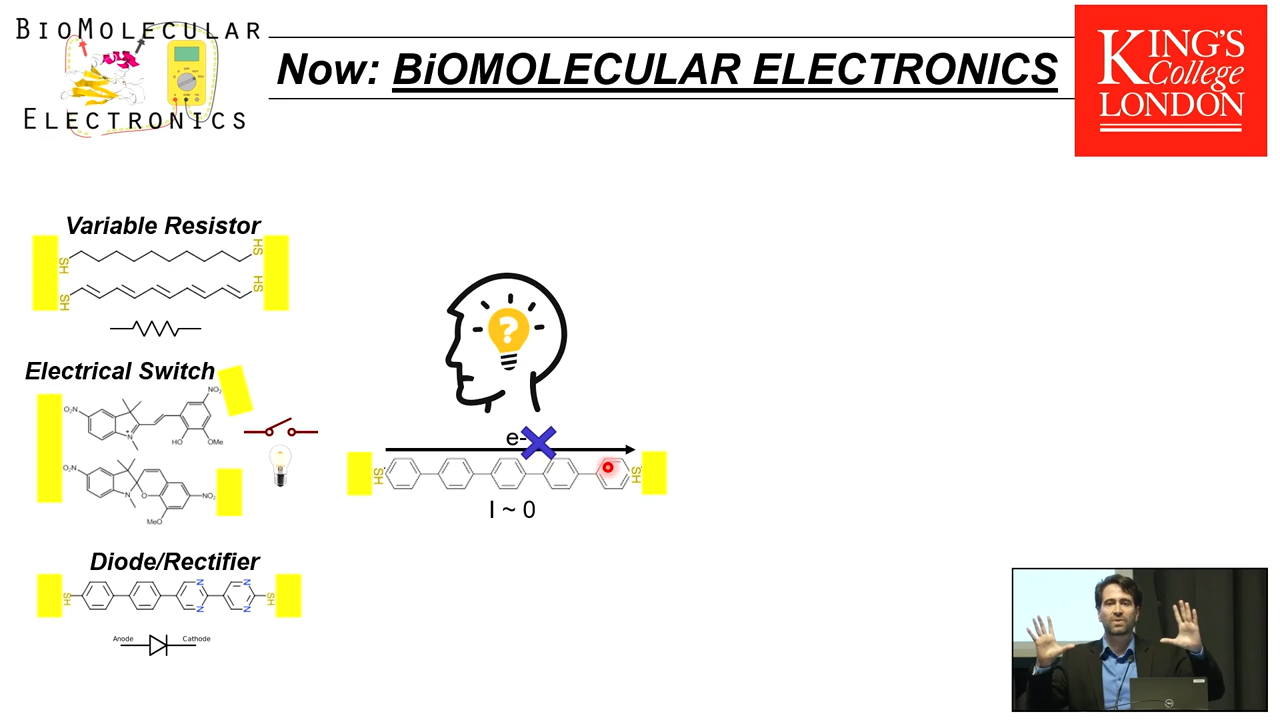 BIOMOLECULAR
ELECTRONICS
Now: BiOMOLECULAR ELECTRONICS
KING'S
College
LONDON
Variable Resistor
SH
SH
SH
SH
Electrical Switch
O₂N
NO₂
N+
HO
OMe
O₂N
N
O
NO₂
MeO
?
e-
SH
SH
I ~ 0
Diode/Rectifier
SH
N
N
N
N
SH
Anode
Cathode